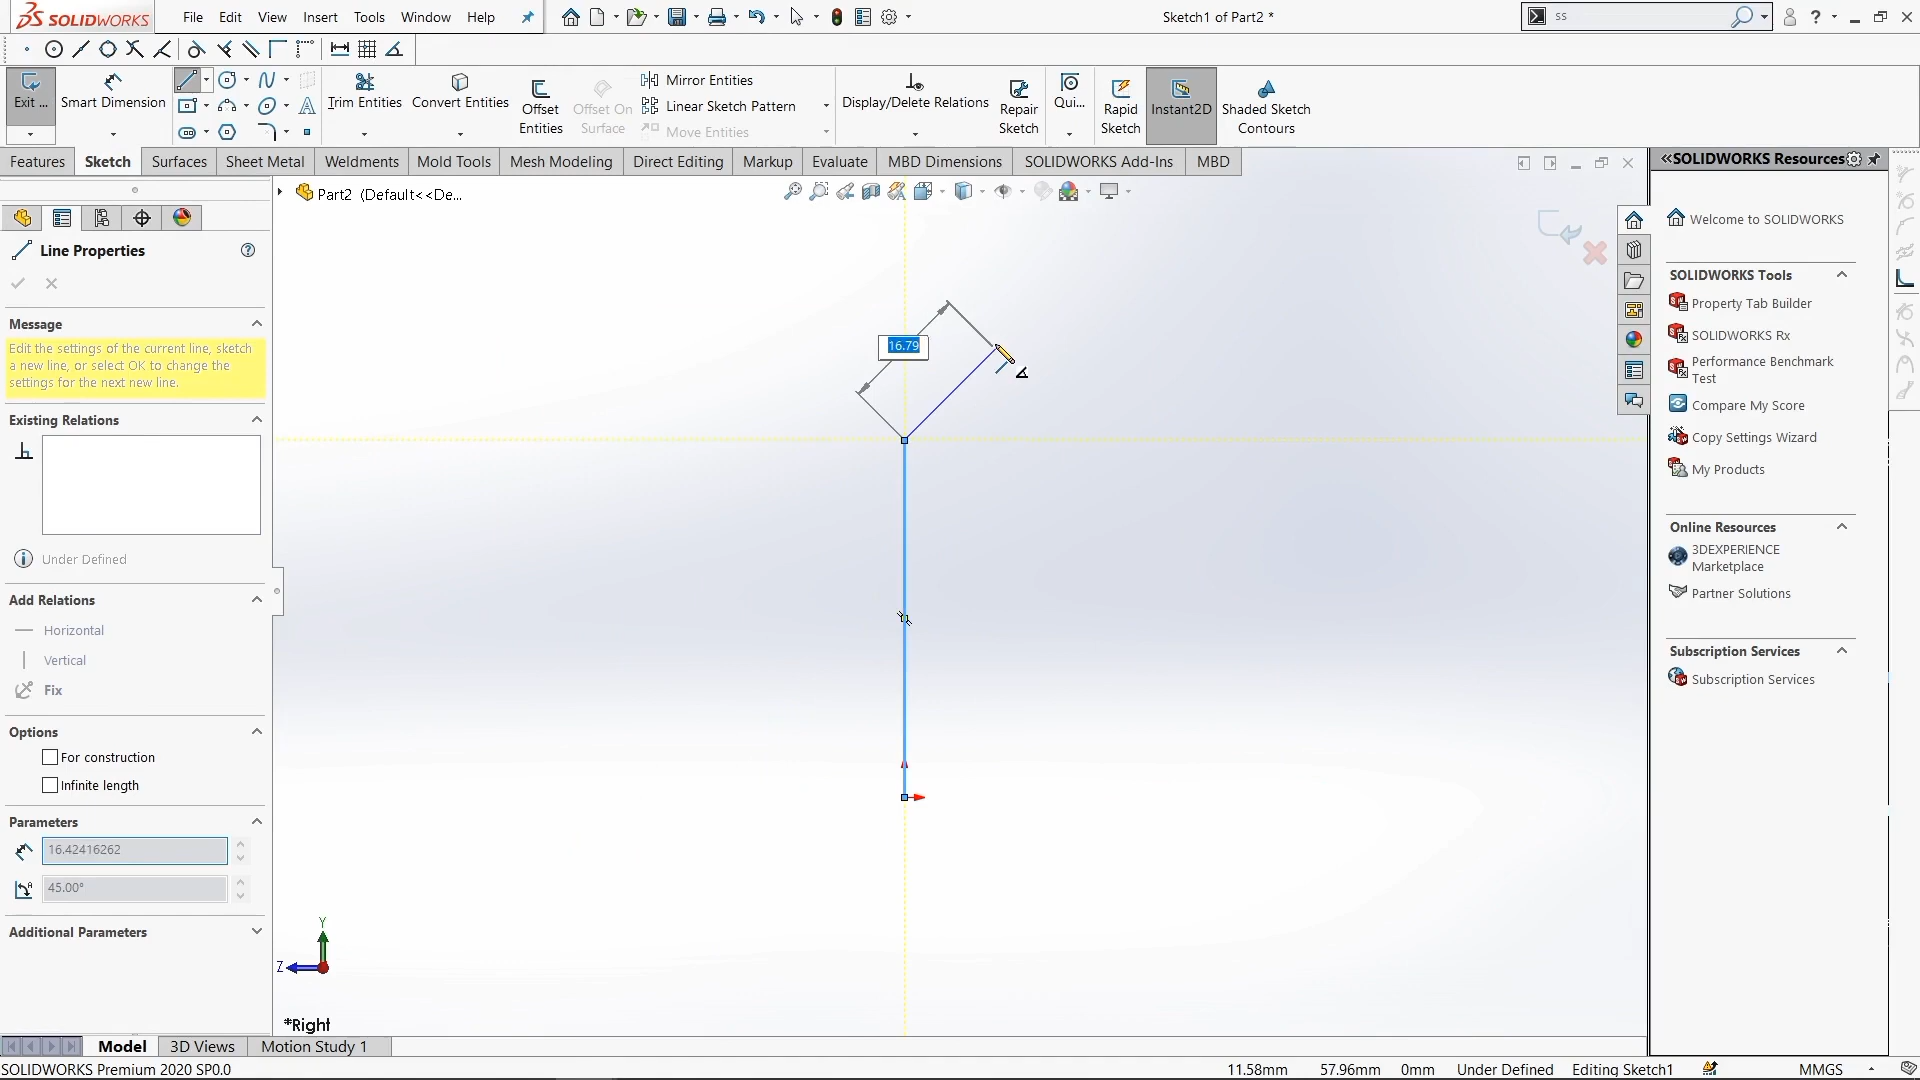 SOLIDWORKS File Edit View Insert Tools Window Help Sketch1 of Part2 * ss ?
Exit ... Smart Dimension Trim Entities Convert Entities Offset Entities Offset On Surface Mirror Entities Display/Delete Relations Repair Sketch Qui... Rapid Sketch Instant2D Shaded Sketch Contours
Linear Sketch Pattern
Move Entities
Features Sketch Surfaces Sheet Metal Weldments Mold Tools Mesh Modeling Direct Editing Markup Evaluate MBD Dimensions SOLIDWORKS Add-Ins MBD
Part2 (Default<<De...
Line Properties
Message
Edit the settings of the current line, sketch
a new line, or select OK to change the
settings for the next new line.
Existing Relations
Under Defined
Add Relations
Horizontal
Vertical
Fix
Options
For construction
Infinite length
Parameters
16.42416262
45.00°
Additional Parameters
16.79
Y
Z
*Right
SOLIDWORKS Resources
Welcome to SOLIDWORKS
SOLIDWORKS Tools
Property Tab Builder
SOLIDWORKS Rx
Performance Benchmark
Test
Compare My Score
Copy Settings Wizard
My Products
Online Resources
3DEXPERIENCE
Marketplace
Partner Solutions
Subscription Services
Subscription Services
Model 3D Views Motion Study 1
SOLIDWORKS Premium 2020 SP0.0 11.58mm 57.96mm 0mm Under Defined Editing Sketch1 MMGS